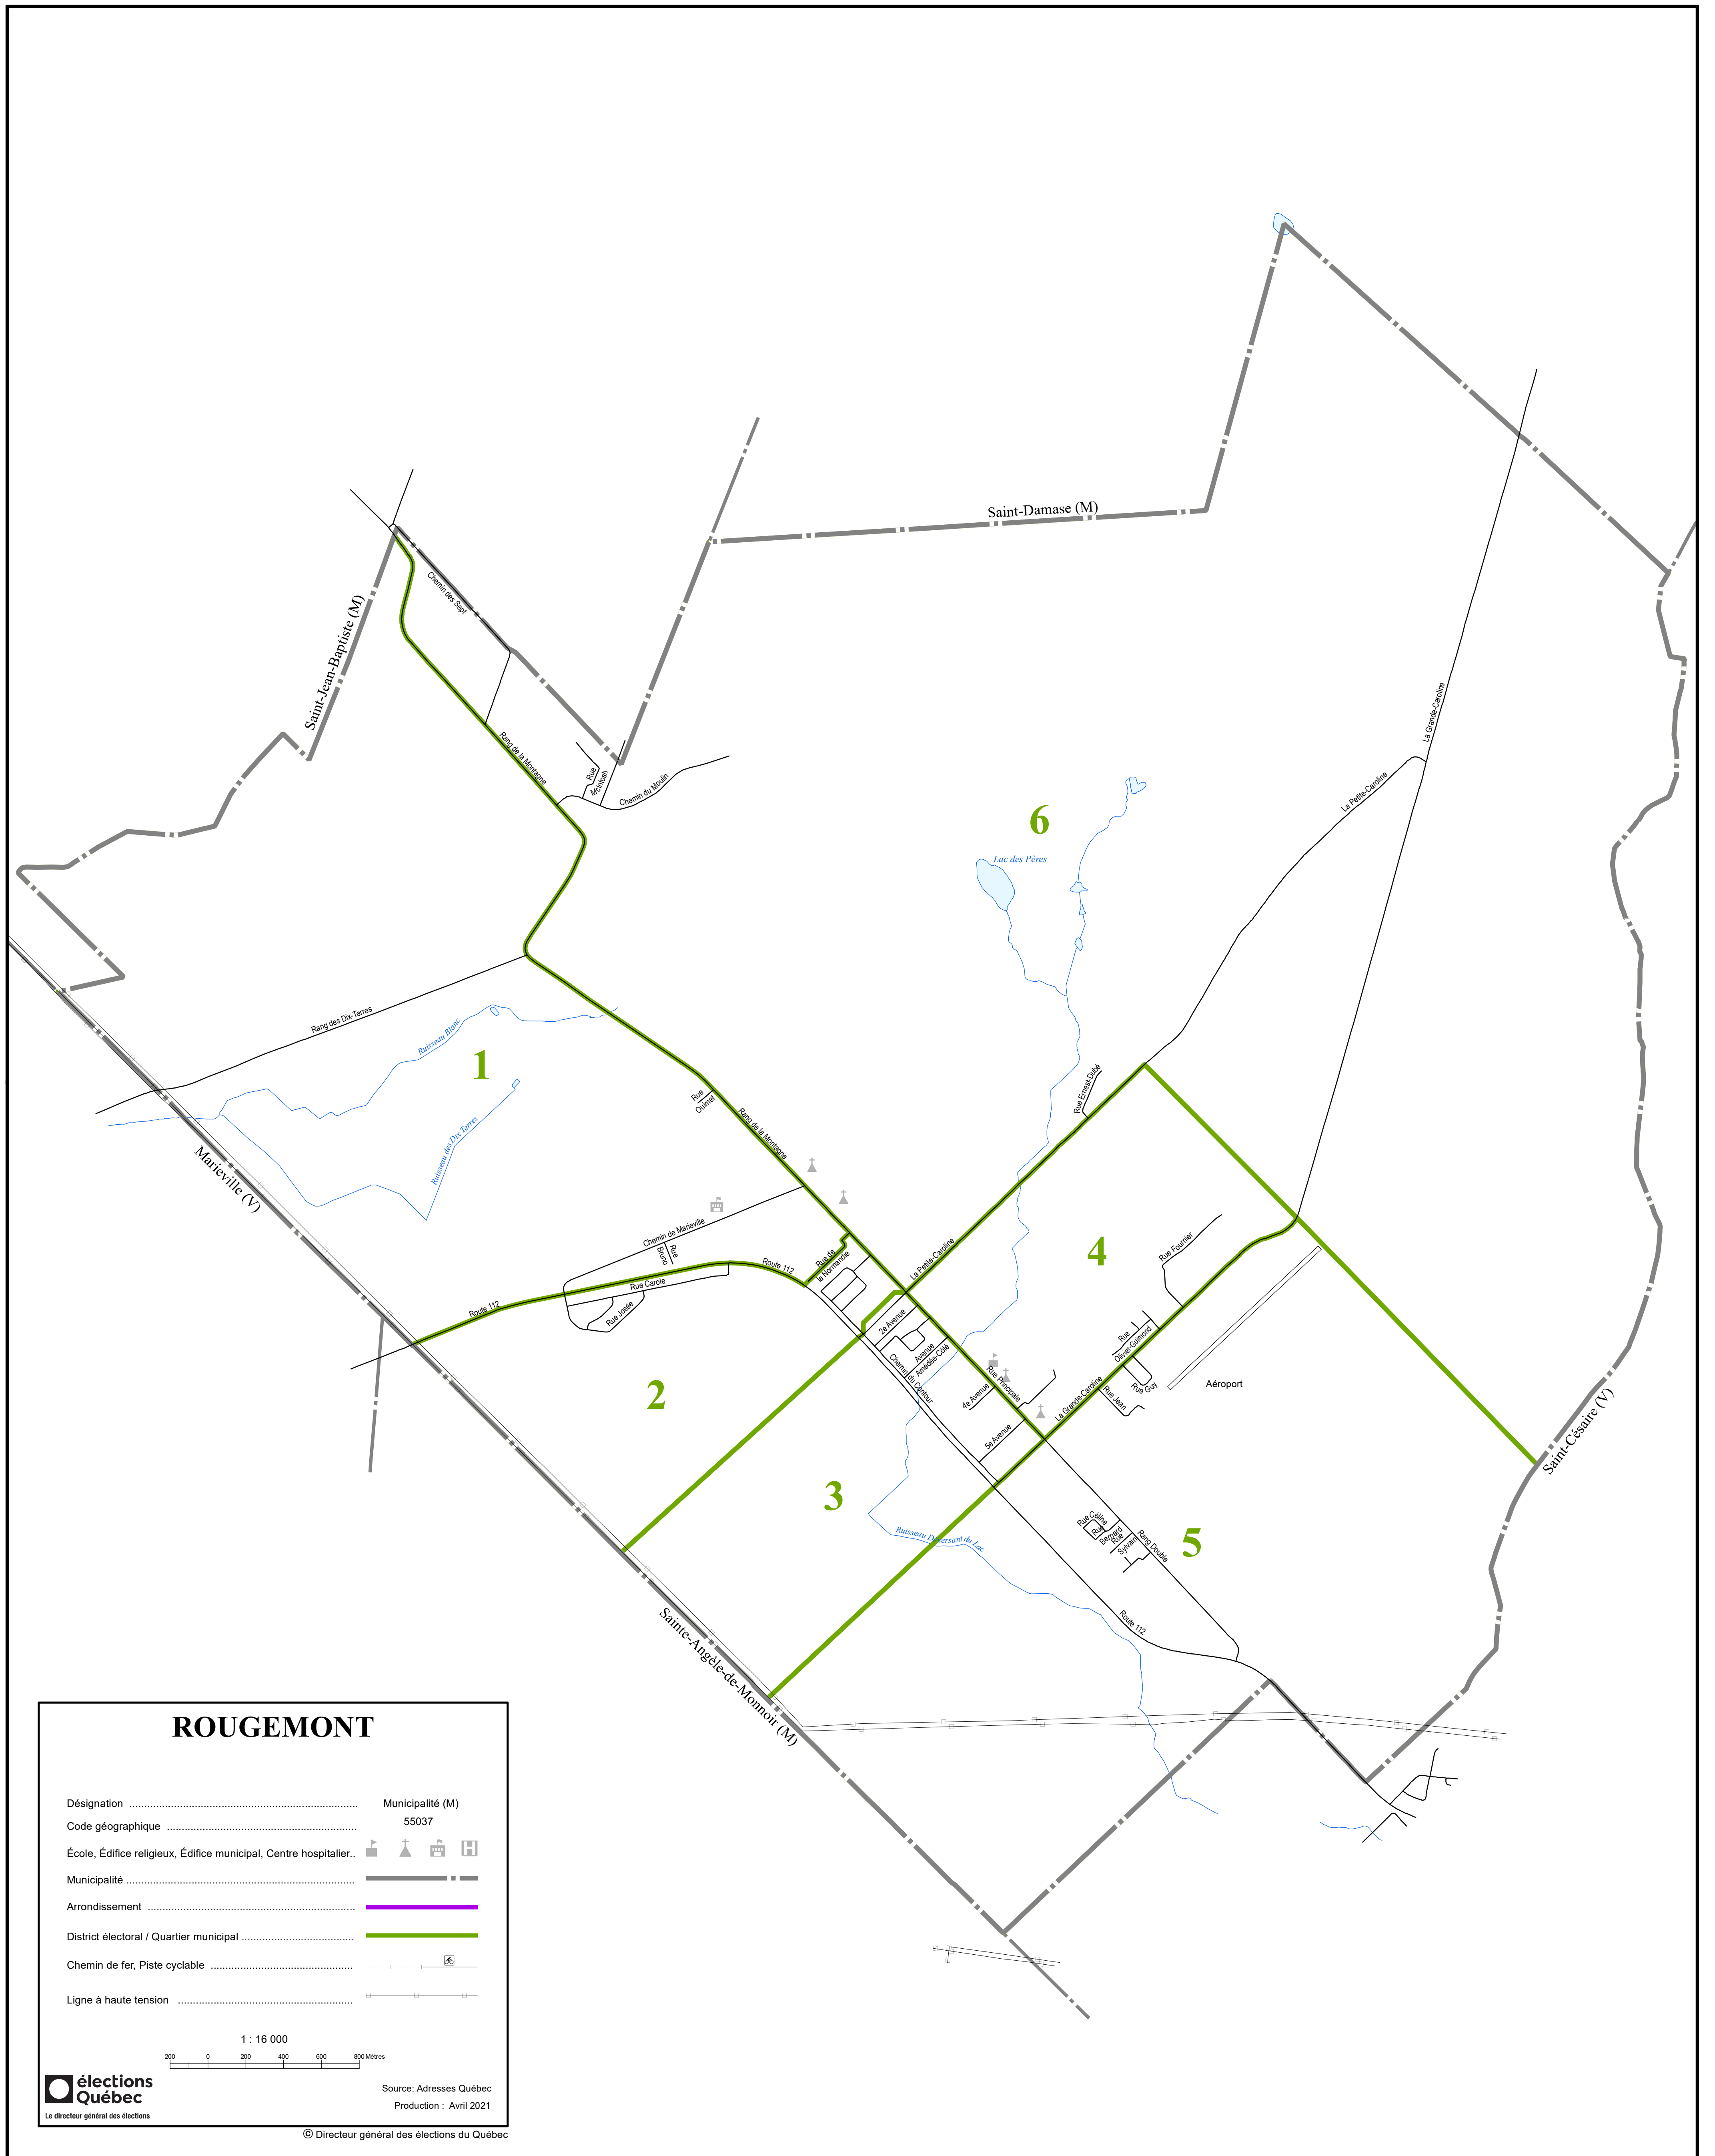 Saint-Damase (M)
Saint-Jean-Baptiste (M)
Chemin des Sept
Rang de la Montagne
Rue
McIntosh
Chemin du Moulin
La Grande-Caroline
La Petite-Caroline
6
Lac des Pères
Rang des Dix-Terres
Ruisseau Blanc
1
Ruisseau des Dix Terres
Rue
Ouimet
Rang de la Montagne
Rue Ernest-Dubé
Marieville (V)
Chemin de Marieville
Rue
Bruno
Route 112
Rue de
la Normandie
La Petite-Caroline
4
Rue Fournier
Rue Carole
Route 112
Rue Josée
2e Avenue
Avenue
Amédée-Côté
Chemin du Contour
Rue Principale
4e Avenue
5e Avenue
La Grande-Caroline
Rue
Olivier-Guimond
Rue Guy
Rue Jean
Aéroport
2
3
Saint-Césaire (V)
Ruisseau Déversant du Lac
Rue Céline
Rue
Bernard
Rue
Sylvain
Rang Double
5
Route 112
Sainte-Angèle-de-Monnoir (M)
ROUGEMONT
Désignation ........ Municipalité (M)
Code géographique ........ 55037
École, Édifice religieux, Édifice municipal, Centre hospitalier.. H
Municipalité ........
Arrondissement ........
District électoral / Quartier municipal ........
Chemin de fer, Piste cyclable ........
Ligne à haute tension ........
1 : 16 000
200 0 200 400 600 800 Mètres
élections
Québec
Le directeur général des élections
Source: Adresses Québec
Production : Avril 2021
© Directeur général des élections du Québec